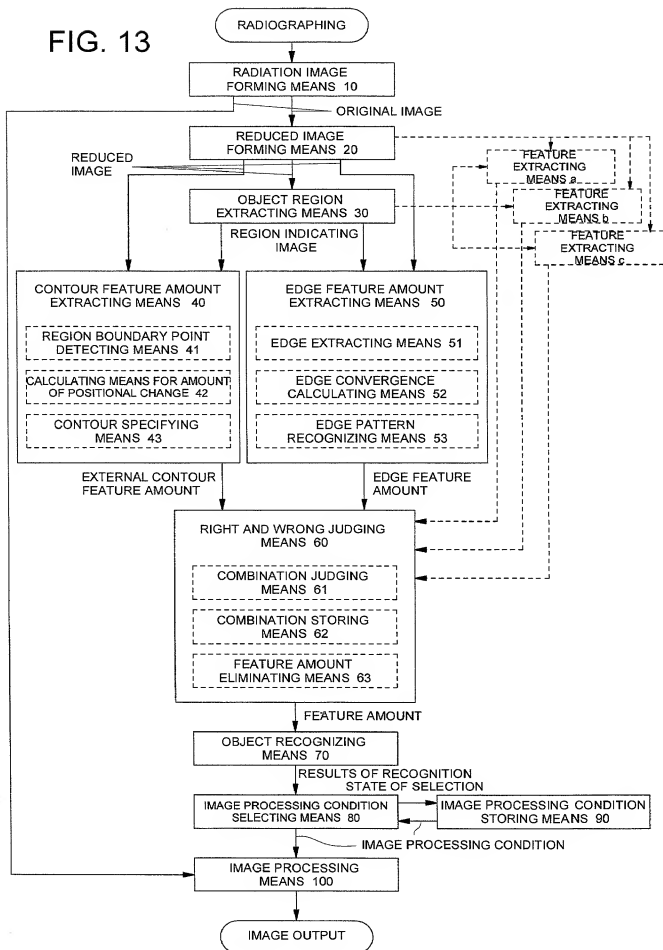 FIG. 13
RADIOGRAPHING
RADIATION IMAGE
FORMING MEANS 10
ORIGINAL IMAGE
REDUCED IMAGE
FORMING MEANS 20
REDUCED
IMAGE
FEATURE
EXTRACTING
MEANS a
OBJECT REGION
EXTRACTING MEANS 30
FEATURE
EXTRACTING
MEANS b
REGION INDICATING
IMAGE
FEATURE
EXTRACTING
MEANS c
CONTOUR FEATURE AMOUNT
EXTRACTING MEANS 40
REGION BOUNDARY POINT
DETECTING MEANS 41
CALCULATING MEANS FOR AMOUNT
OF POSITIONAL CHANGE 42
CONTOUR SPECIFYING
MEANS 43
EDGE FEATURE AMOUNT
EXTRACTING MEANS 50
EDGE EXTRACTING MEANS 51
EDGE CONVERGENCE
CALCULATING MEANS 52
EDGE PATTERN
RECOGNIZING MEANS 53
EXTERNAL CONTOUR
FEATURE AMOUNT
EDGE FEATURE
AMOUNT
RIGHT AND WRONG JUDGING
MEANS 60
COMBINATION JUDGING
MEANS 61
COMBINATION STORING
MEANS 62
FEATURE AMOUNT
ELIMINATING MEANS 63
FEATURE AMOUNT
OBJECT RECOGNIZING
MEANS 70
RESULTS OF RECOGNITION
STATE OF SELECTION
IMAGE PROCESSING CONDITION
SELECTING MEANS 80
IMAGE PROCESSING CONDITION
STORING MEANS 90
IMAGE PROCESSING CONDITION
IMAGE PROCESSING
MEANS 100
IMAGE OUTPUT